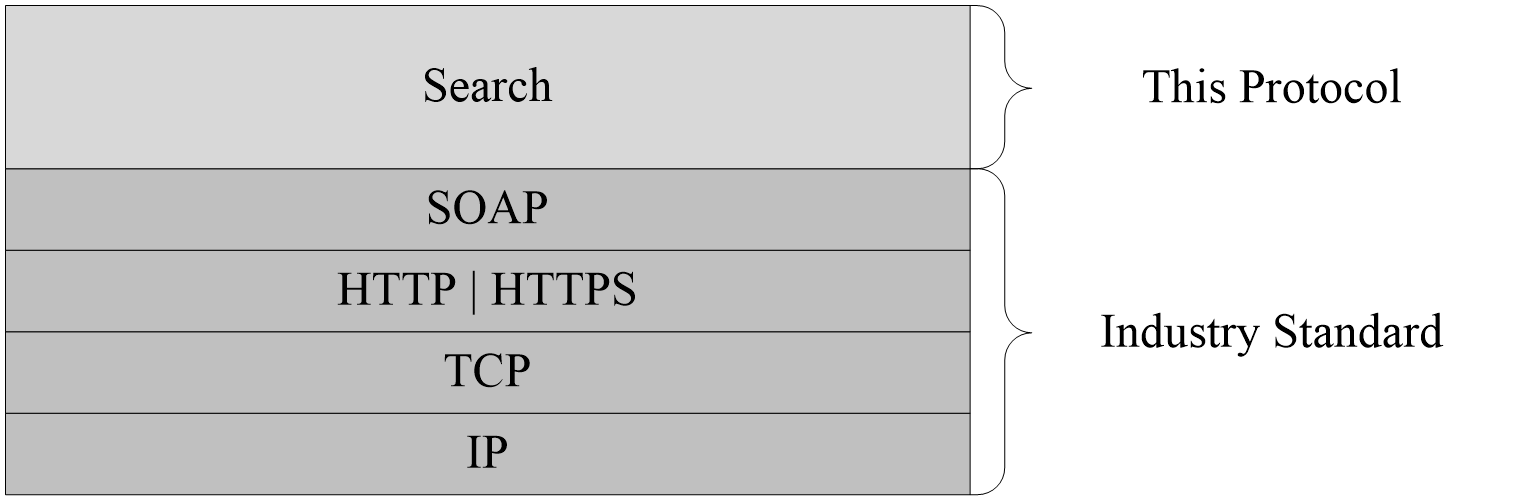 Search
This Protocol
SOAP
HTTP | HTTPS
Industry Standard
TCP
IP